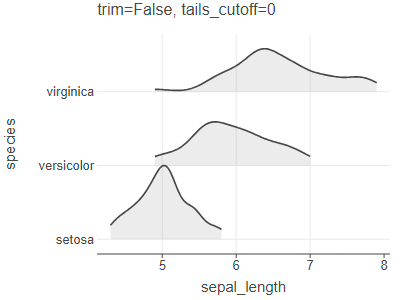 trim=False, tails_cutoff=0
virginica
versicolor
setosa
species
5 6 7 8
sepal_length